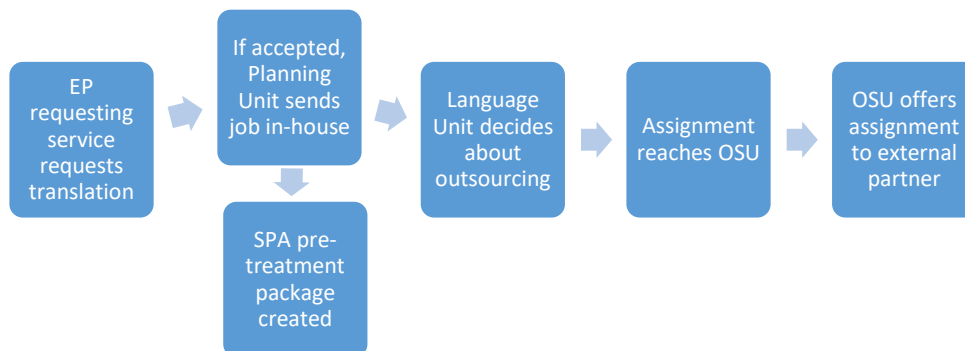 EP
requesting
service
requests
translation
If accepted,
Planning
Unit sends
job in-house
SPA pre-
treatment
package
created
Language
Unit decides
about
outsourcing
Assignment
reaches OSU
OSU offers
assignment
to external
partner